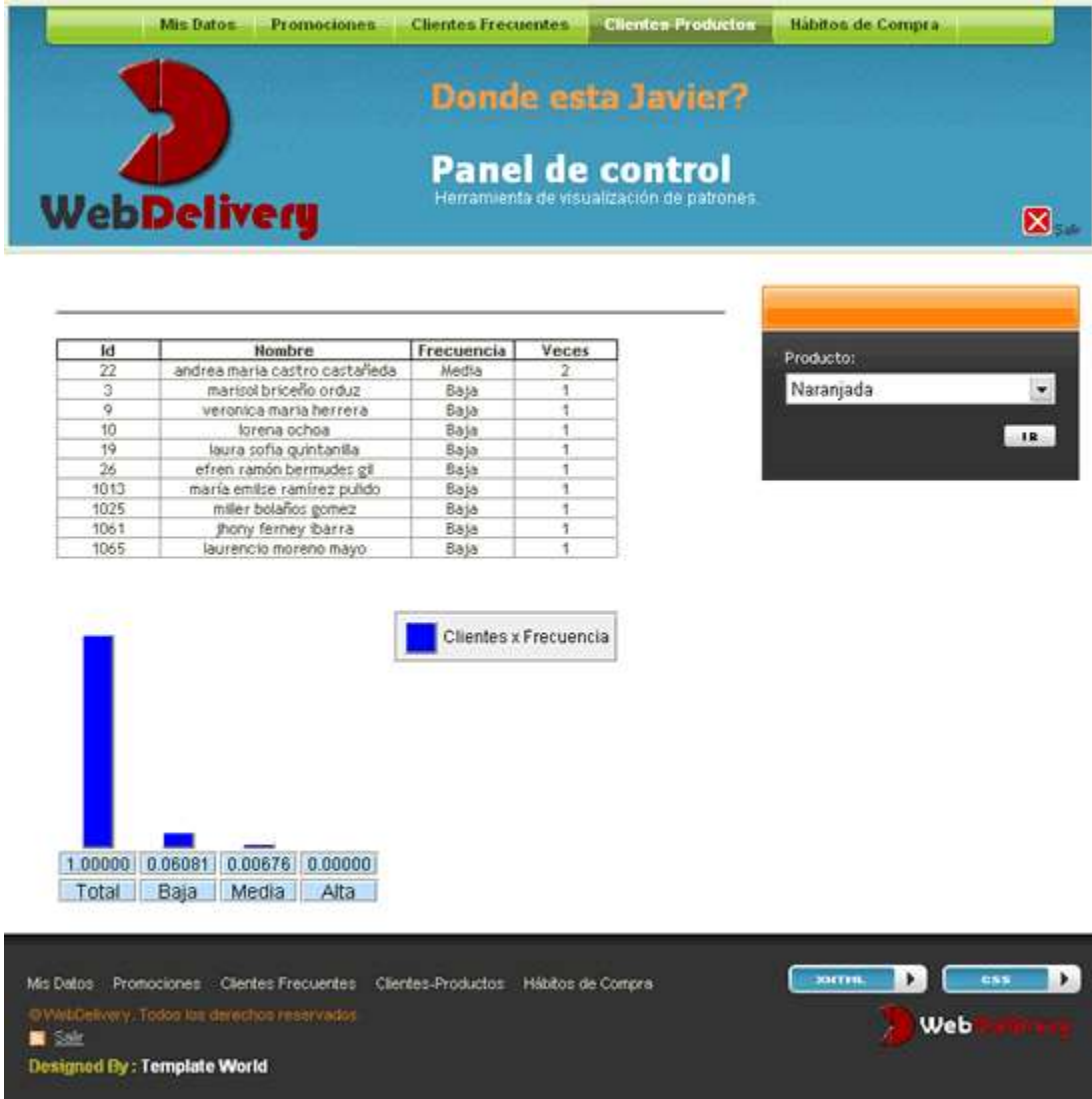 Mis Datos Promociones Clientes Frecuentes Clientes-Productos Hábitos de Compra
Donde esta Javier?
Panel de control
Herramienta de visualización de patrones.
WebDelivery
Salir
Id Nombre Frecuencia Veces
22 andrea maria castro castañeda Media 2
3 marisol briceño orduz Baja 1
9 veronica maria herrera Baja 1
10 lorena ochoa Baja 1
19 laura sofia quintanilla Baja 1
26 efren ramón bermudes gil Baja 1
1013 maría emilse ramírez pulido Baja 1
1025 miller bolaños gomez Baja 1
1061 jhony ferney ibarra Baja 1
1065 laurencio moreno mayo Baja 1
Producto:
Naranjada
IR
Clientes x Frecuencia
1.00000 0.06081 0.00676 0.00000
Total Baja Media Alta
Mis Datos Promociones Clientes Frecuentes Clientes-Productos Hábitos de Compra
XHTML CSS
©WebDelivery. Todos los derechos reservados
WebDelivery
Salir
Designed By : Template World